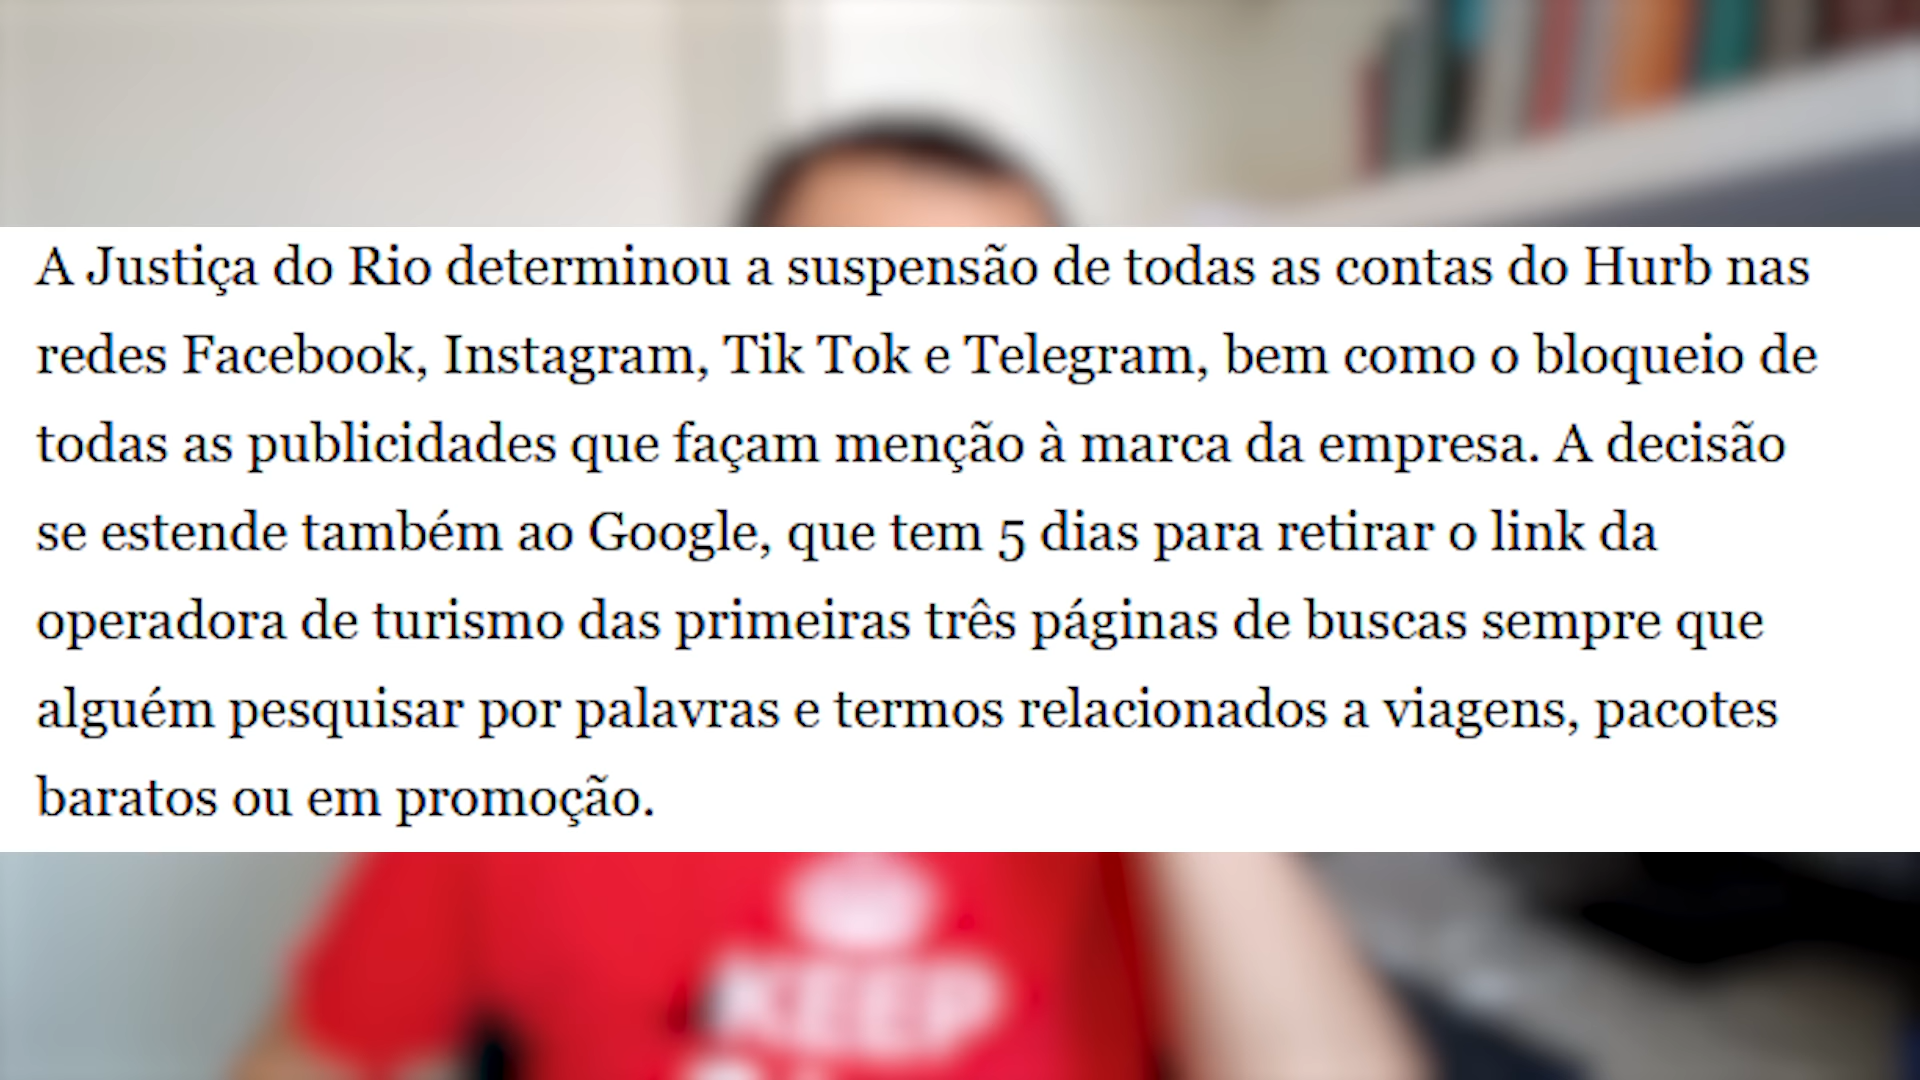 A Justiça do Rio determinou a suspensão de todas as contas do Hurb nas
redes Facebook, Instagram, Tik Tok e Telegram, bem como o bloqueio de
todas as publicidades que façam menção à marca da empresa. A decisão
se estende também ao Google, que tem 5 dias para retirar o link da
operadora de turismo das primeiras três páginas de buscas sempre que
alguém pesquisar por palavras e termos relacionados a viagens, pacotes
baratos ou em promoção.
KEEP